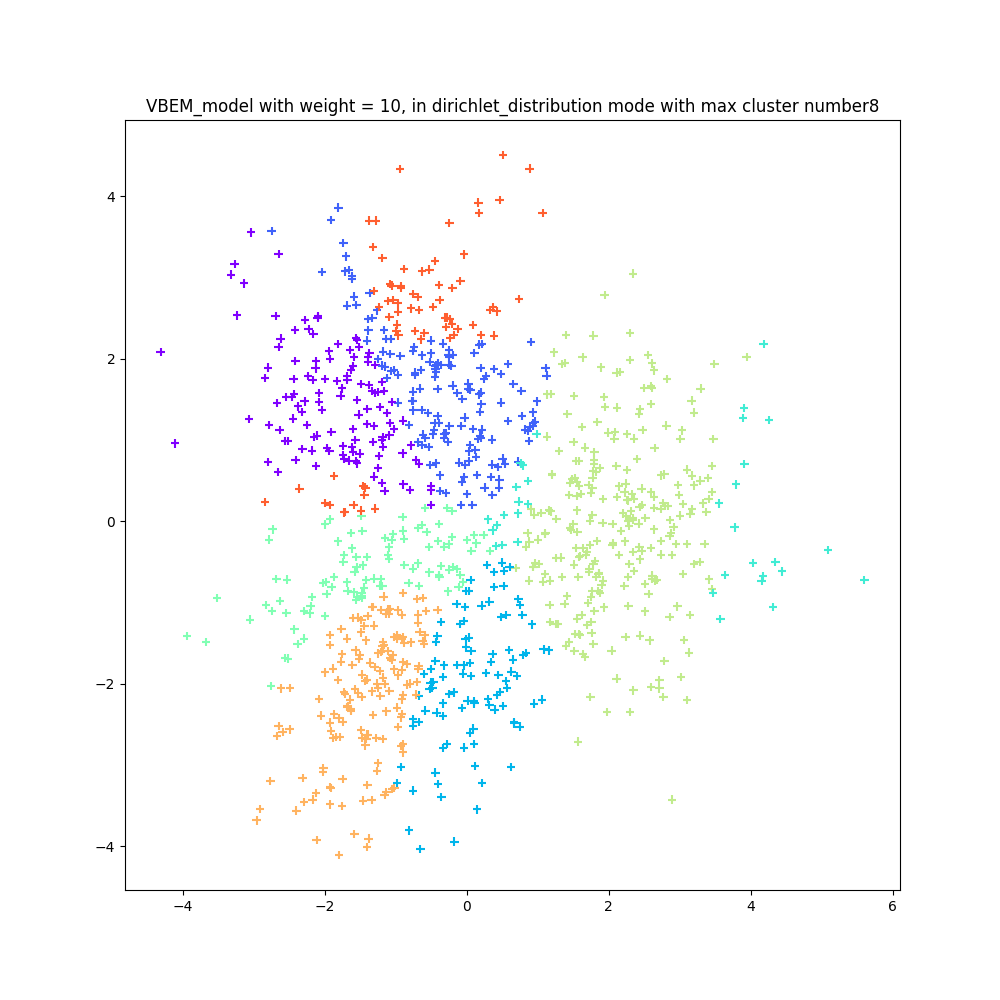 VBEM_model with weight = 10, in dirichlet_distribution mode with max cluster number8
4
2
0
−2
−4
−4 −2 0 2 4 6